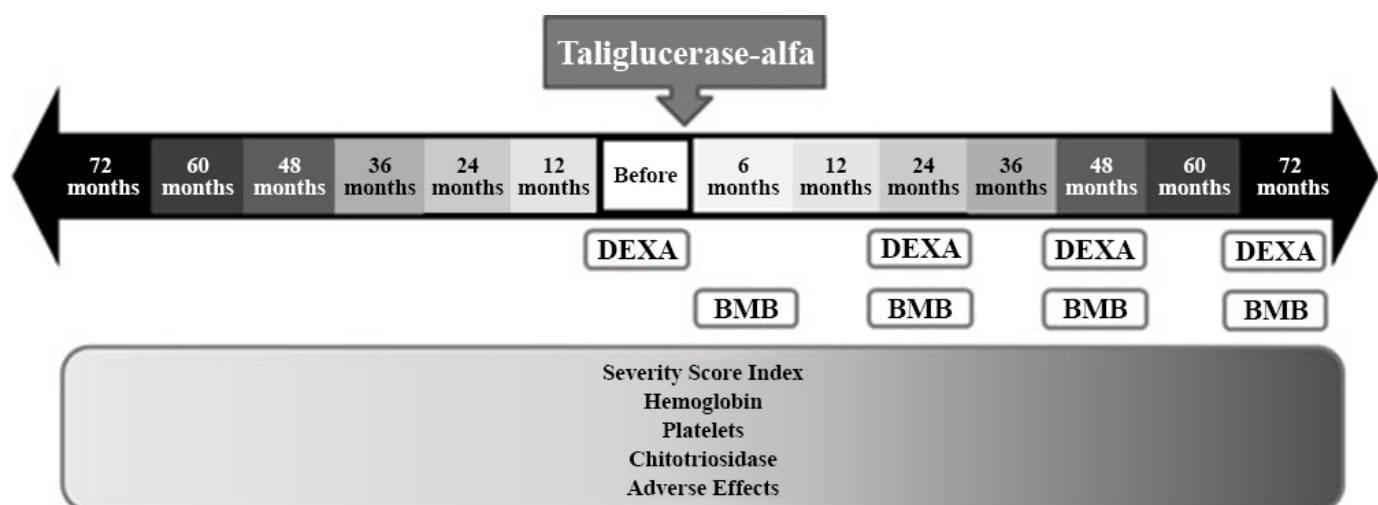 Taliglucerase-alfa
72 60 48 36 24 12 Before 6 12 24 36 48 60 72
months months months months months months months months months months months months months
DEXA DEXA DEXA DEXA
BMB BMB BMB BMB
Severity Score Index
Hemoglobin
Platelets
Chitotriosidase
Adverse Effects